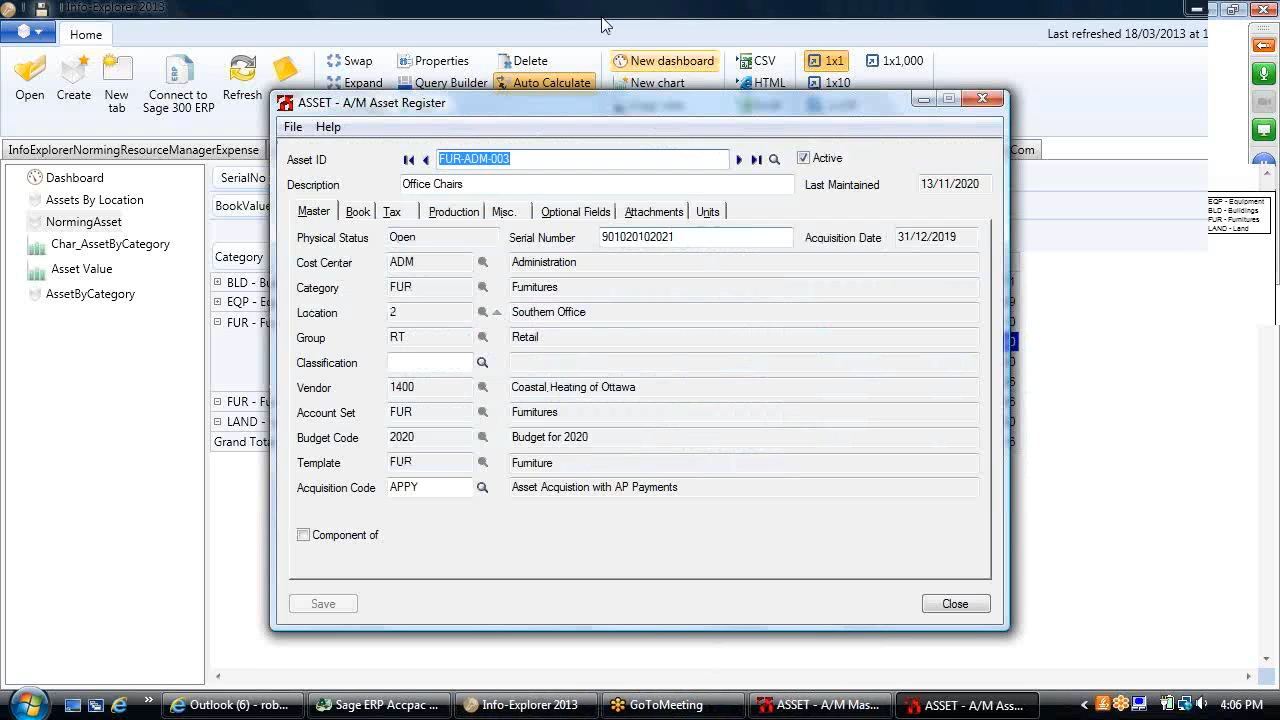 Info-Explorer 2013
Home
Last refreshed 18/03/2013 at 1
Open
Create
New tab
Connect to Sage 300 ERP
Refresh
Swap
Expand
Properties
Query Builder
Delete
Auto Calculate
New dashboard
New chart
CSV
HTML
1x1
1x10
1x1,000
InfoExplorerNormingResourceManagerExpense
Com
Dashboard
Assets By Location
NormingAsset
Char_AssetByCategory
Asset Value
AssetByCategory
SerialNo
BookValue
Category
BLD - B
EQP - E
FUR - F
FUR - F
LAND -
Grand Tota
EQP - Equipment
BLD - Buildings
FUR - Furnitures
LAND - Land
ASSET - A/M Asset Register
File Help
Asset ID FUR-ADM-003 Active
Description Office Chairs Last Maintained 13/11/2020
Master Book Tax Production Misc. Optional Fields Attachments Units
Physical Status Open Serial Number 901020102021 Acquisition Date 31/12/2019
Cost Center ADM Administration
Category FUR Furnitures
Location 2 Southern Office
Group RT Retail
Classification
Vendor 1400 Coastal Heating of Ottawa
Account Set FUR Furnitures
Budget Code 2020 Budget for 2020
Template FUR Furniture
Acquisition Code APPY Asset Acquistion with AP Payments
Component of
Save Close
Outlook (6) - rob... Sage ERP Accpac... Info-Explorer 2013 GoToMeeting ASSET - A/M Mas... ASSET - A/M Ass... 4:06 PM